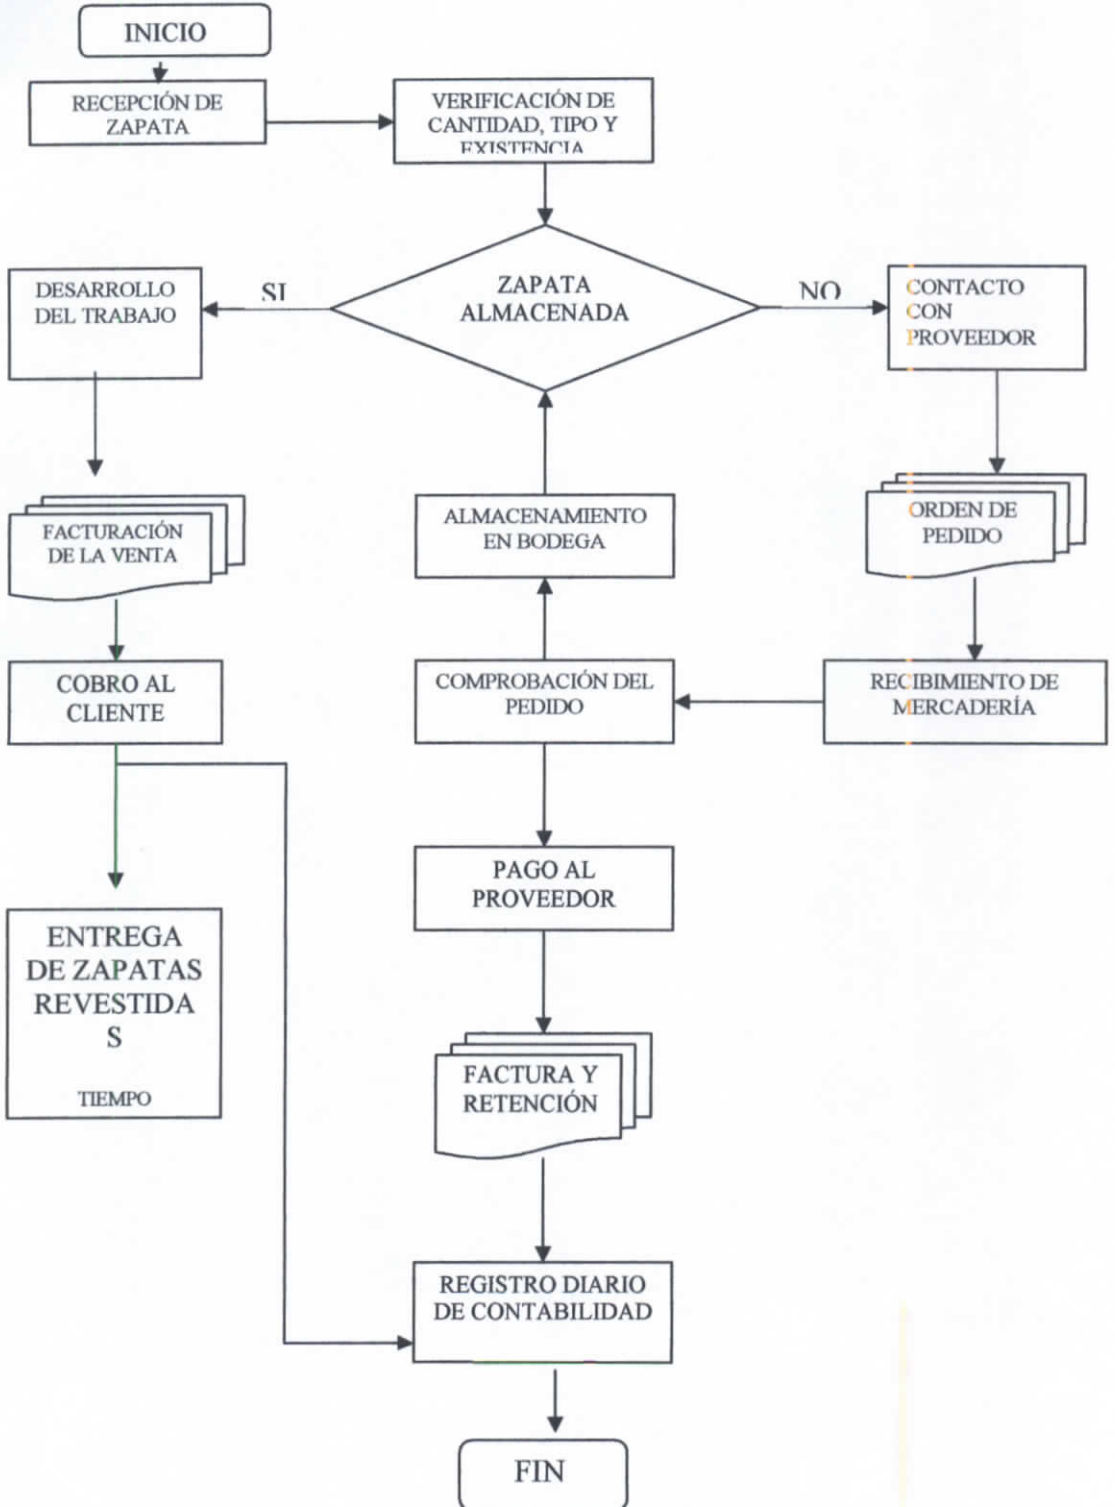 INICIO
RECEPCIÓN DE
ZAPATA
VERIFICACIÓN DE
CANTIDAD, TIPO Y
EXISTENCIA
ZAPATA
ALMACENADA
SI
NO
DESARROLLO
DEL TRABAJO
CONTACTO
CON
PROVEEDOR
FACTURACIÓN
DE LA VENTA
ALMACENAMIENTO
EN BODEGA
ORDEN DE
PEDIDO
COBRO AL
CLIENTE
COMPROBACIÓN DEL
PEDIDO
RECIBIMIENTO DE
MERCADERÍA
PAGO AL
PROVEEDOR
ENTREGA
DE ZAPATAS
REVESTIDA
S
TIEMPO
FACTURA Y
RETENCIÓN
REGISTRO DIARIO
DE CONTABILIDAD
FIN